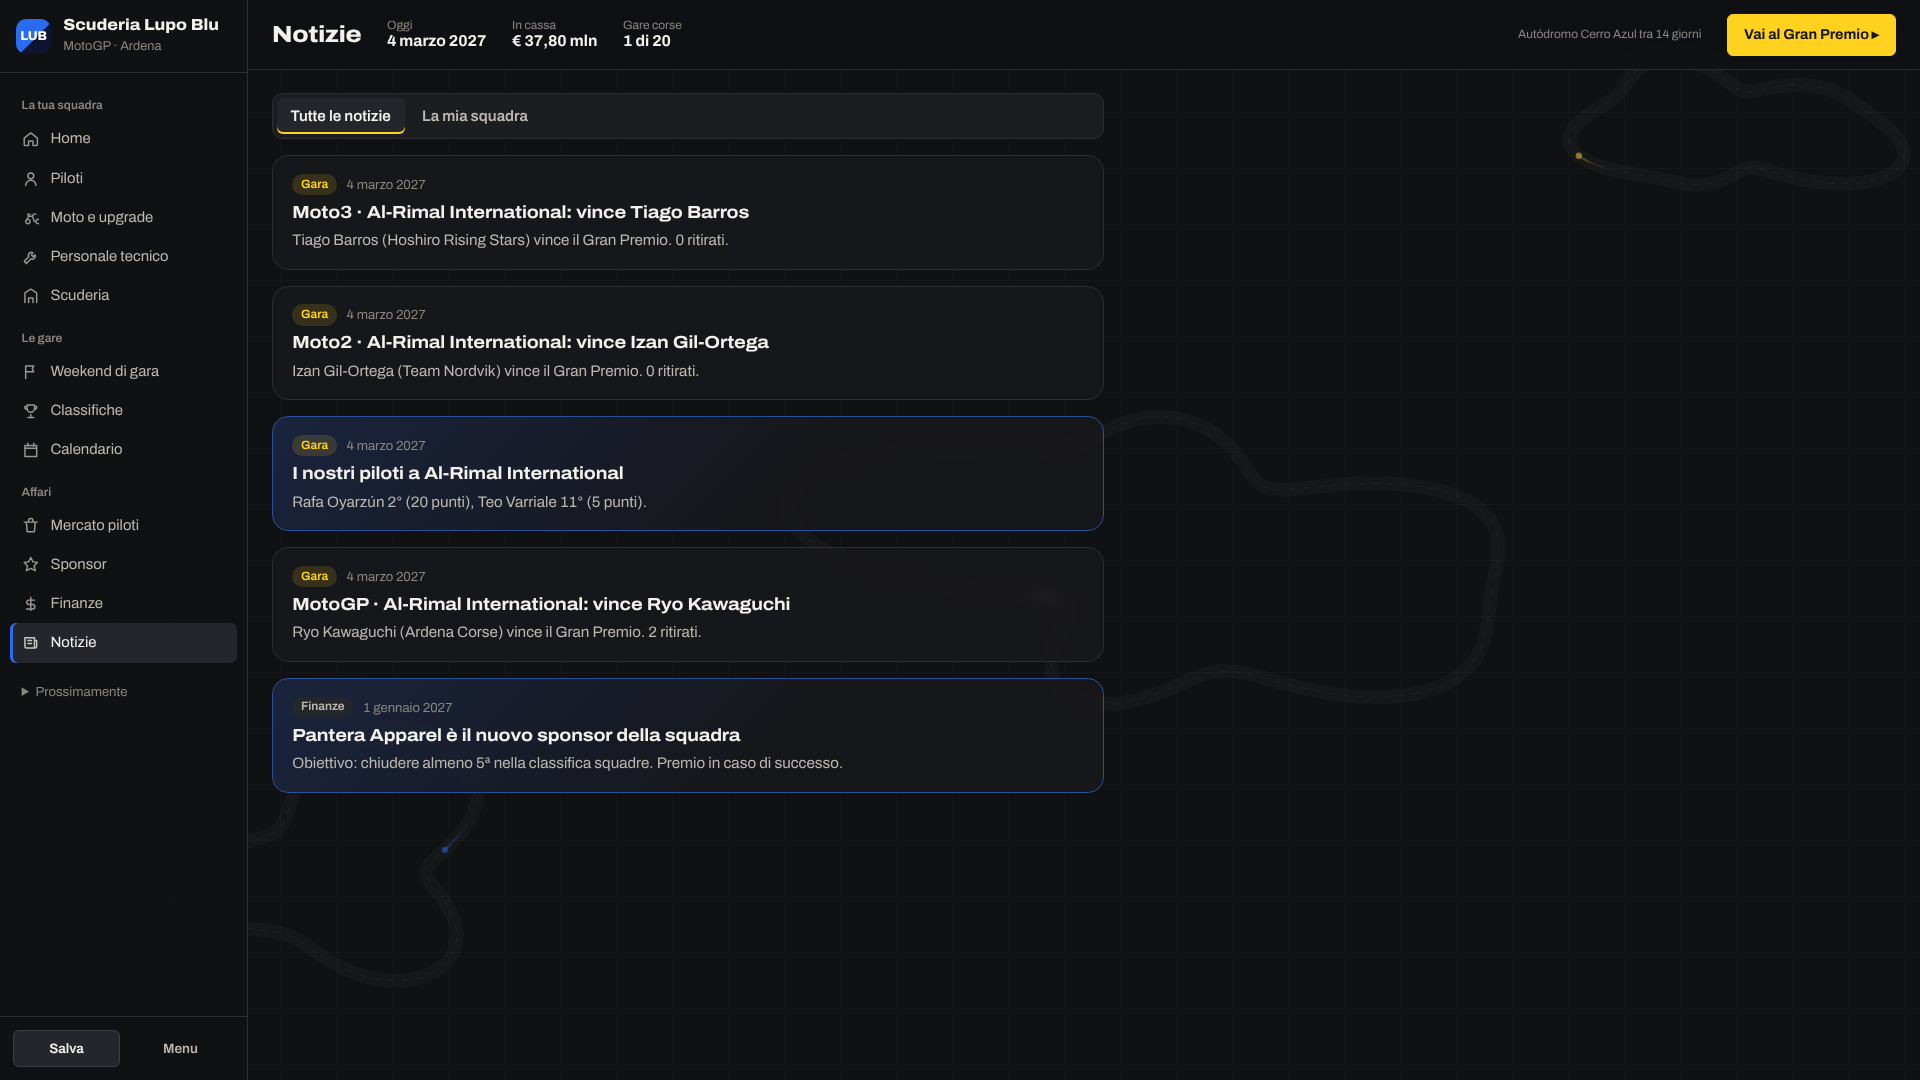 LUB
Scuderia Lupo Blu
MotoGP · Ardena
La tua squadra
Home
Piloti
Moto e upgrade
Personale tecnico
Scuderia
Le gare
Weekend di gara
Classifiche
Calendario
Affari
Mercato piloti
Sponsor
Finanze
Notizie
Prossimamente
Salva
Menu
Notizie
Oggi
4 marzo 2027
In cassa
€ 37,80 mln
Gare corse
1 di 20
Autódromo Cerro Azul tra 14 giorni
Vai al Gran Premio ▸
Tutte le notizie
La mia squadra
Gara
4 marzo 2027
Moto3 · Al-Rimal International: vince Tiago Barros
Tiago Barros (Hoshiro Rising Stars) vince il Gran Premio. 0 ritirati.
Gara
4 marzo 2027
Moto2 · Al-Rimal International: vince Izan Gil-Ortega
Izan Gil-Ortega (Team Nordvik) vince il Gran Premio. 0 ritirati.
Gara
4 marzo 2027
I nostri piloti a Al-Rimal International
Rafa Oyarzún 2° (20 punti), Teo Varriale 11° (5 punti).
Gara
4 marzo 2027
MotoGP · Al-Rimal International: vince Ryo Kawaguchi
Ryo Kawaguchi (Ardena Corse) vince il Gran Premio. 2 ritirati.
Finanze
1 gennaio 2027
Pantera Apparel è il nuovo sponsor della squadra
Obiettivo: chiudere almeno 5ª nella classifica squadre. Premio in caso di successo.